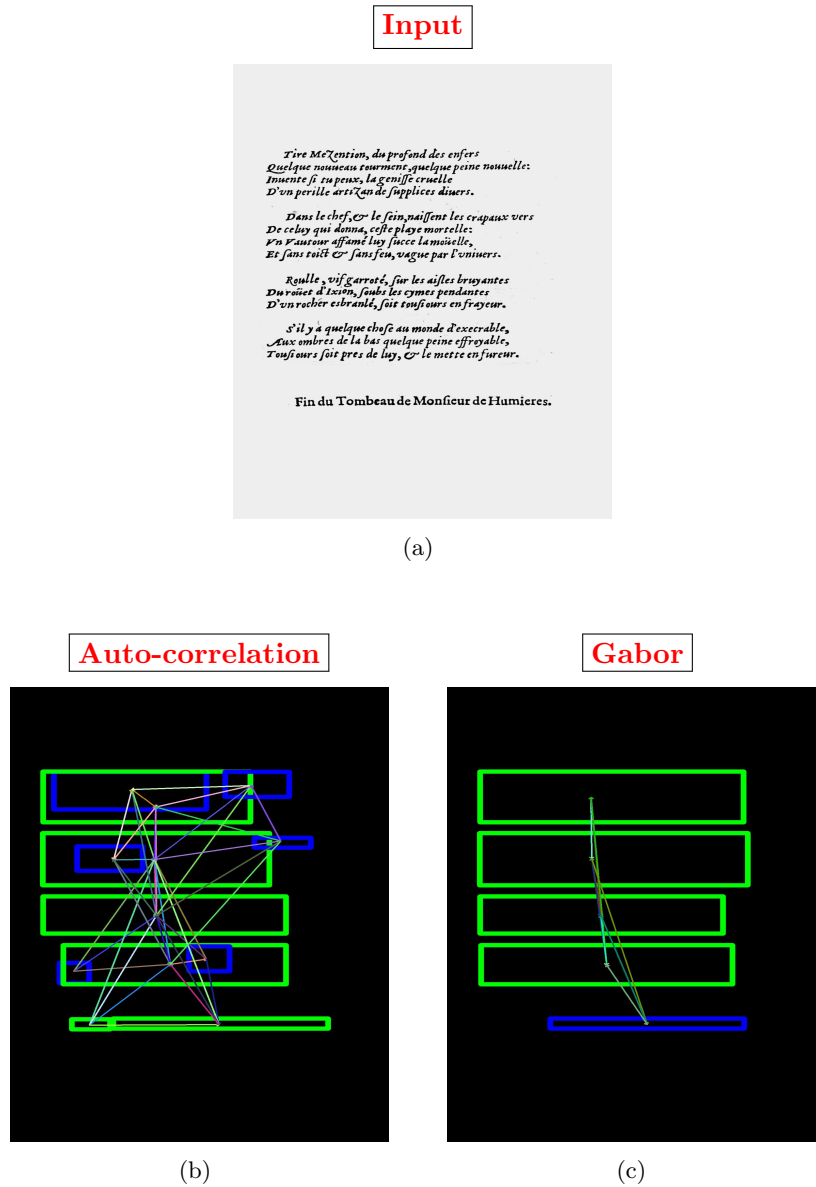 Input
Tire MeZention, du profond des enfers
Quelque nouueau tourment, quelque peine nouuelle:
Inuente ſi tu peux, la geniſſe cruelle
D'vn perille artiZan de ſupplices diuers.
Dans le chef, & le ſein, naiſſent les crapaux vers
De celuy qui donna, ceſte playe mortelle:
Vn Vautour affamé luy ſucce la moüelle,
Et ſans toict & ſans feu, vague par l'vniuers.
Roulle, vif garroté, ſur les aiſles bruyantes
Du roüet d'Ixion, ſoubs les cymes pendantes
D'vn rocher esbranlé, ſoit touſiours en frayeur.
S'il y a quelque choſe au monde d'execrable,
Aux ombres de la bas quelque peine effroyable,
Touſiours ſoit pres de luy, & le mette en fureur.
Fin du Tombeau de Monſieur de Humieres.
(a)
Auto-correlation
Gabor
(b)
(c)